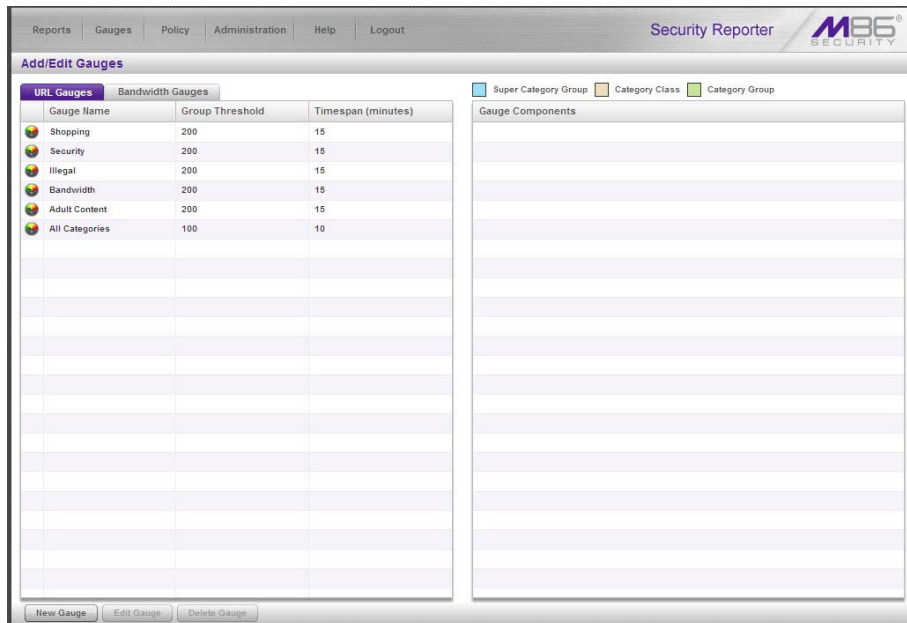 Reports Gauges Policy Administration Help Logout Security Reporter M86® SECURITY
Add/Edit Gauges
URL Gauges Bandwidth Gauges Super Category Group Category Class Category Group
Gauge Name Group Threshold Timespan (minutes) Gauge Components
Shopping 200 15
Security 200 15
Illegal 200 15
Bandwidth 200 15
Adult Content 200 15
All Categories 100 10
New Gauge Edit Gauge Delete Gauge